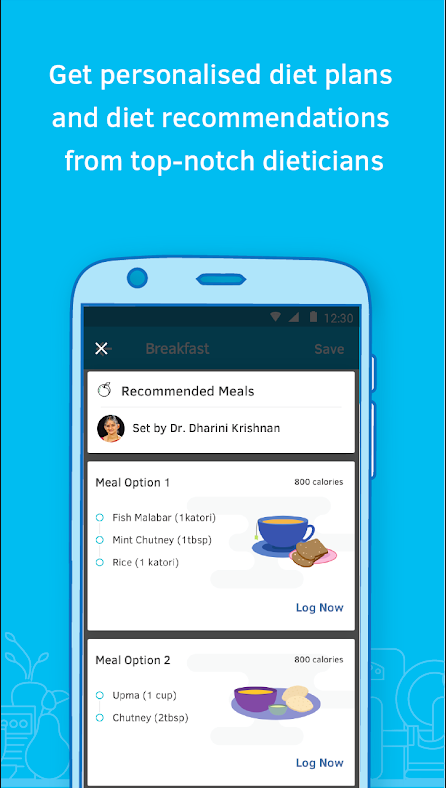 Get personalised diet plans
and diet recommendations
from top-notch dieticians
12:30
Breakfast Save
Recommended Meals
Set by Dr. Dharini Krishnan
Meal Option 1 800 calories
Fish Malabar (1katori)
Mint Chutney (1tbsp)
Rice (1 katori)
Log Now
Meal Option 2 800 calories
Upma (1 cup)
Chutney (2tbsp)
Log Now